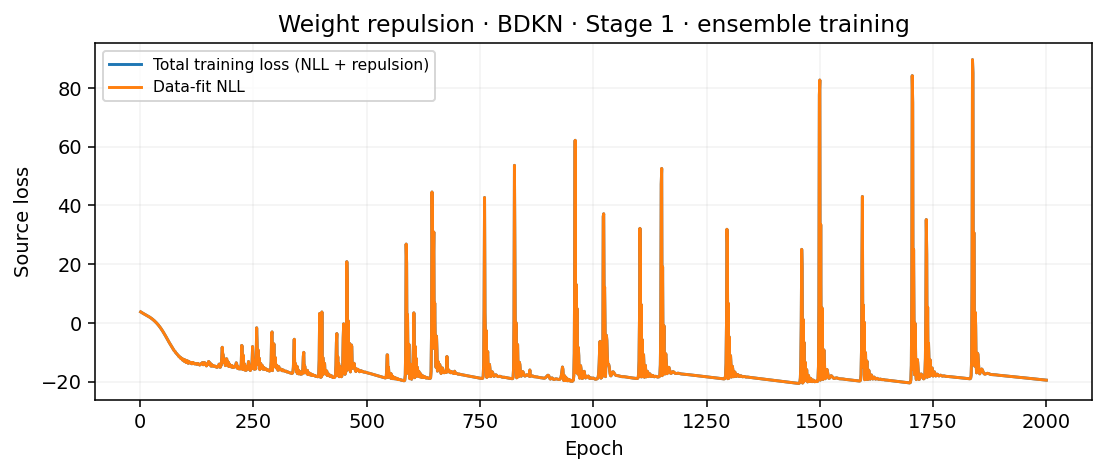 Weight repulsion · BDKN · Stage 1 · ensemble training
Total training loss (NLL + repulsion)
Data-fit NLL
Source loss
80
60
40
20
0
−20
0 250 500 750 1000 1250 1500 1750 2000
Epoch